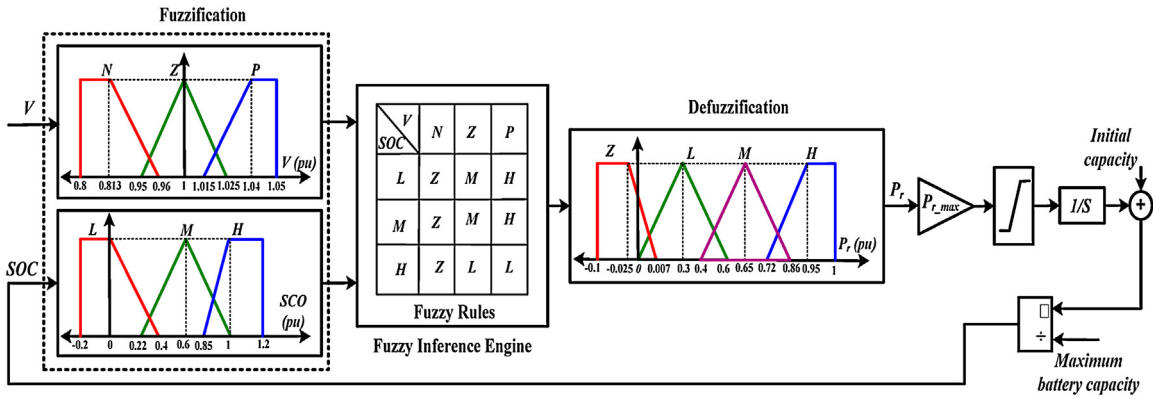 Fuzzification
V
N Z P
V (pu)
0.8 0.813 0.95 0.96 1 1.015 1.025 1.04 1.05
SOC
L M H
SCO
(pu)
-0.2 0 0.22 0.4 0.6 0.85 1 1.2
V
SOC
N Z P
L Z M H
M Z M H
H Z L L
Fuzzy Rules
Fuzzy Inference Engine
Defuzzification
Z L M H
P_r (pu)
-0.1 -0.025 0 0.007 0.3 0.4 0.6 0.65 0.72 0.86 0.95 1
P_r
P_r_max
1/S
Initial
capacity
+
÷
Maximum
battery capacity